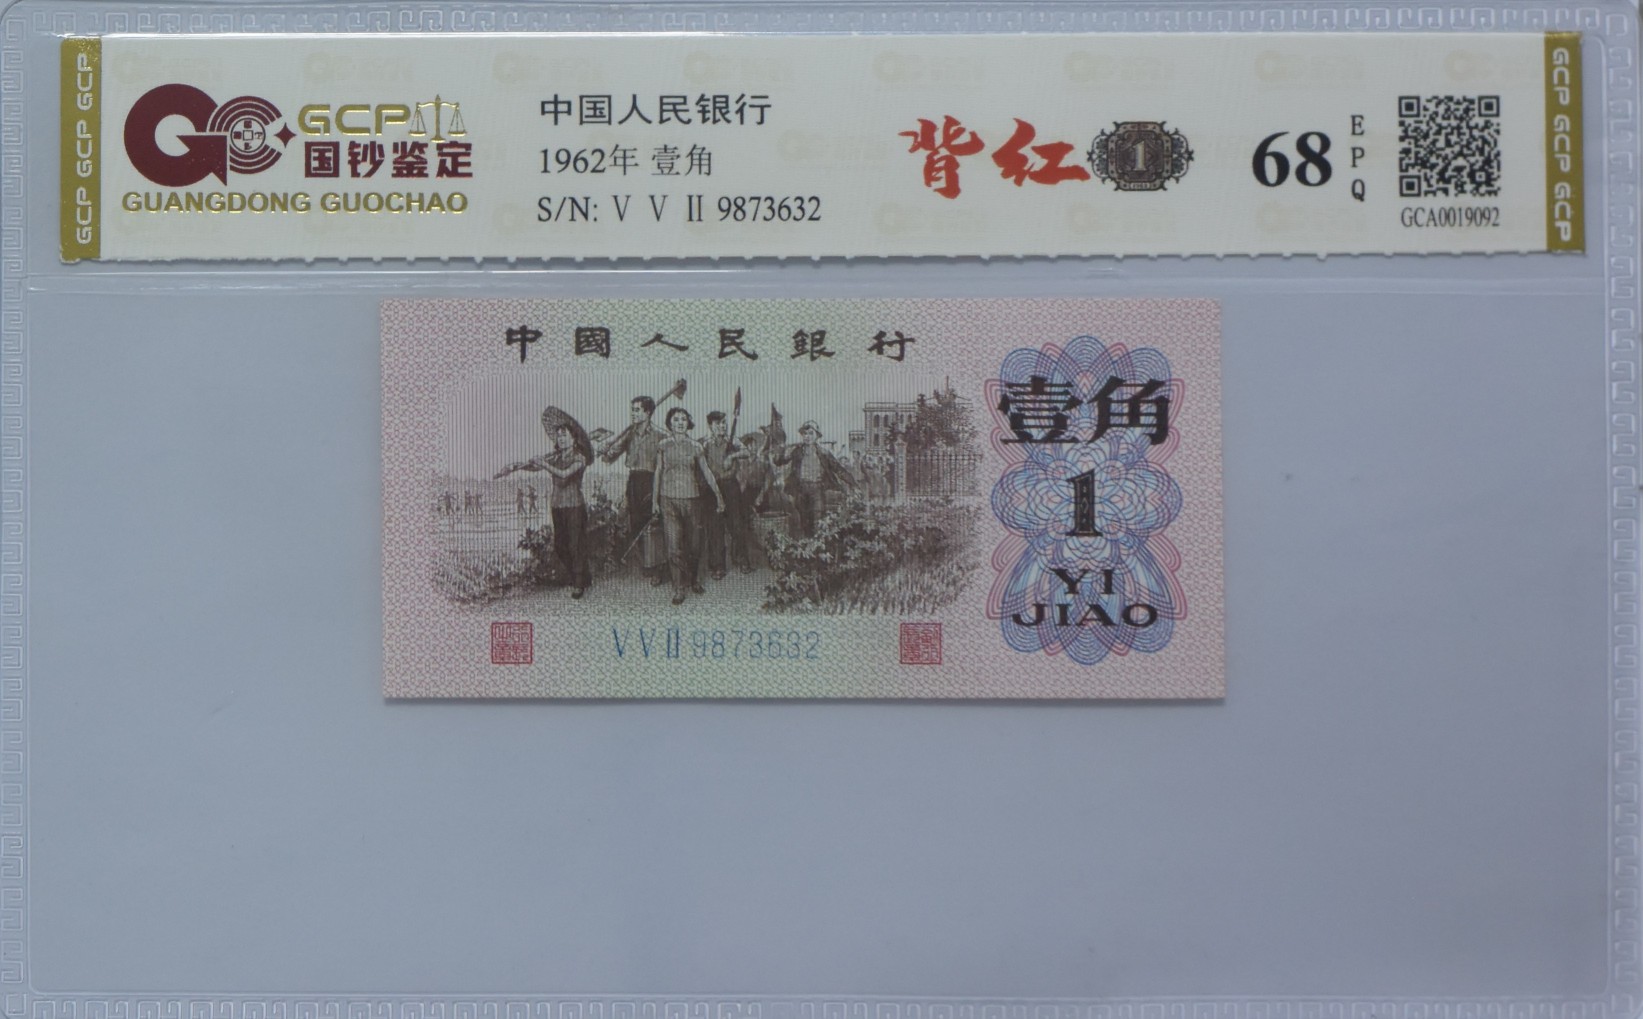 GCP GCP GCP
GCP
国钞鉴定
GUANGDONG GUOCHAO
中国人民银行
1962年 壹角
S/N: V V II 9873632
背红
1
68
EPQ
GCA0019092
GCP GCP GCP
中國人民銀行
壹角
1
YI
JIAO
V V II 9873632